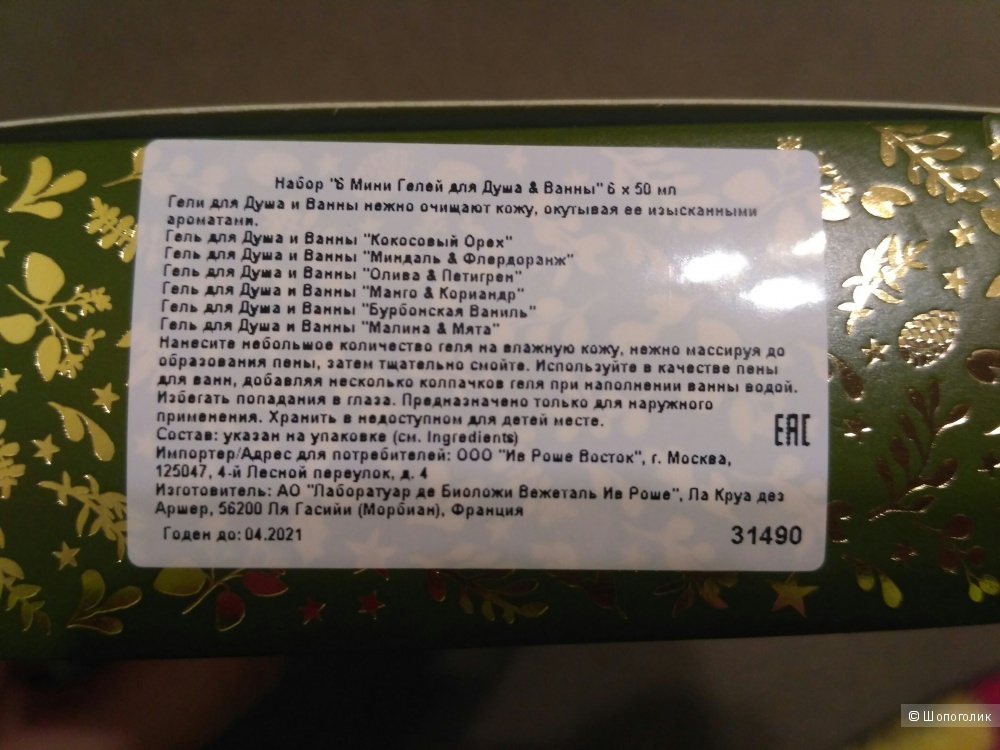 Набор "6 Мини Гелей для Душа & Ванны" 6 x 50 мл
Гели для Душа и Ванны нежно очищают кожу, окутывая ее изысканными
ароматами.
Гель для Душа и Ванны "Кокосовый Орех"
Гель для Душа и Ванны "Миндаль & Флердоранж"
Гель для Душа и Ванны "Олива & Петигрен"
Гель для Душа и Ванны "Манго & Кориандр"
Гель для Душа и Ванны "Бурбонская Ваниль"
Гель для Душа и Ванны "Малина & Мята"
Нанесите небольшое количество геля на влажную кожу, нежно массируя до
образования пены, затем тщательно смойте. Используйте в качестве пены
для ванн, добавляя несколько колпачков геля при наполнении ванны водой.
Избегать попадания в глаза. Предназначено только для наружного
применения. Хранить в недоступном для детей месте.
EAC
Состав: указан на упаковке (см. Ingredients)
Импортер/Адрес для потребителей: ООО "Ив Роше Восток", г. Москва,
125047, 4-й Лесной переулок, д. 4
Изготовитель: АО "Лаборатуар де Биоложи Вежеталь Ив Роше", Ла Круа дез
Аршер, 56200 Ля Гасийи (Морбиан), Франция
Годен до: 04.2021
31490
© Шопоголик